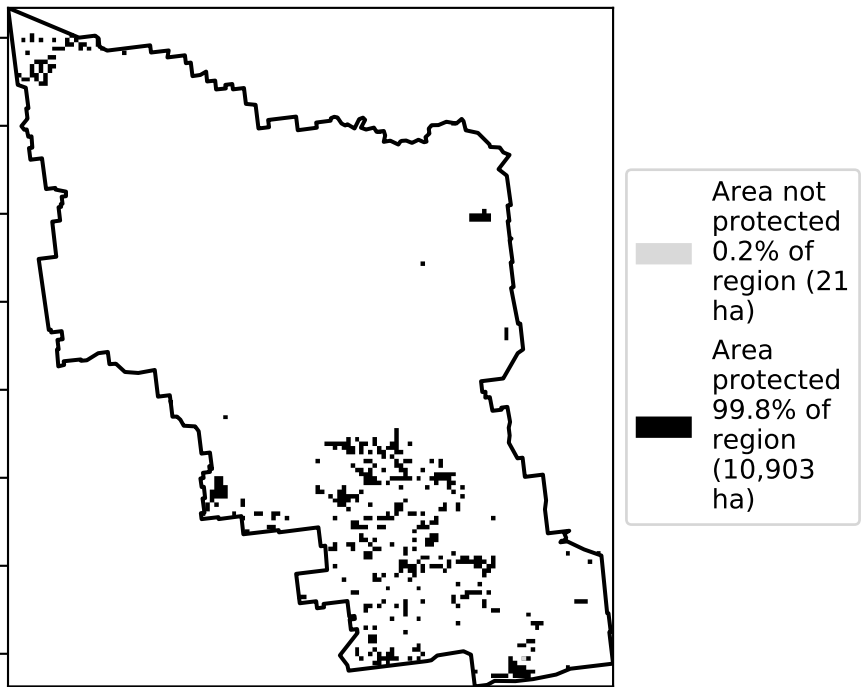 Area not
protected
0.2% of
region (21
ha)
Area
protected
99.8% of
region
(10,903
ha)